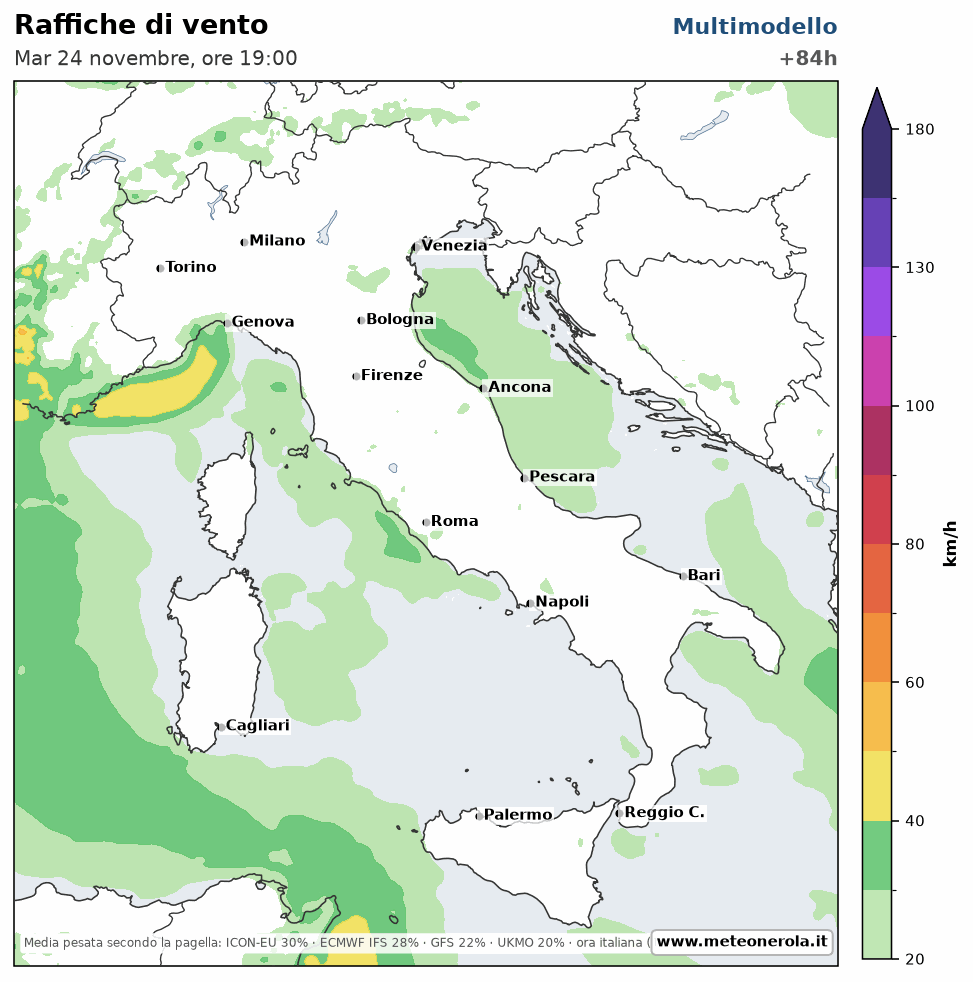 Raffiche di vento
Multimodello
Mar 24 novembre, ore 19:00
+84h
180
Milano
Venezia
Torino
130
Genova
Bologna
Firenze
Ancona
100
Pescara
Roma
km/h
80
Bari
Napoli
60
Cagliari
Palermo
Reggio C.
40
Media pesata secondo la pagella: ICON-EU 30% · ECMWF IFS 28% · GFS 22% · UKMO 20% · ora italiana (
www.meteonerola.it
20